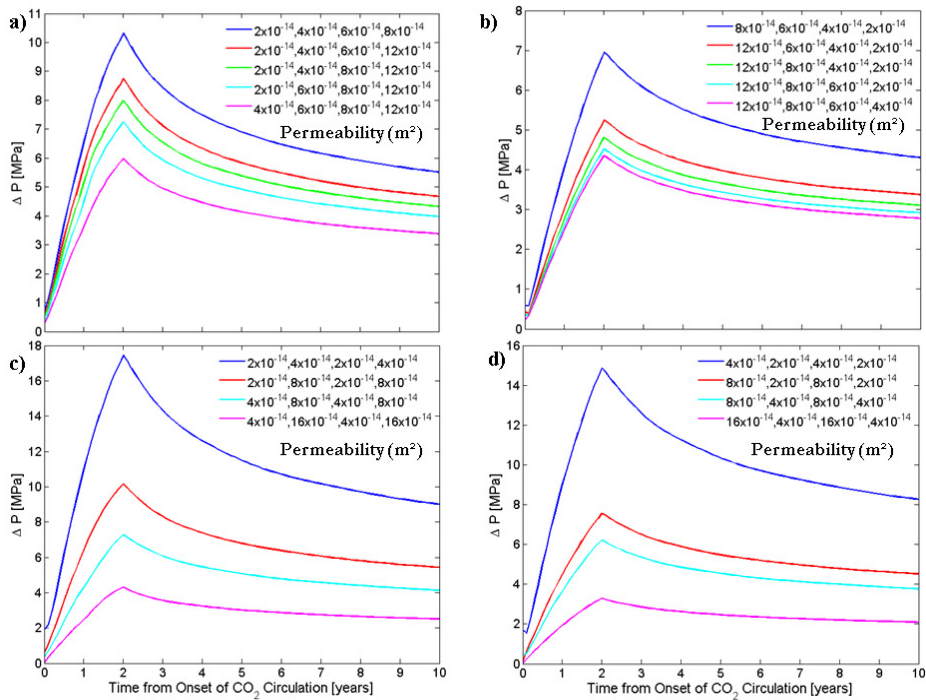 a)
11
10
9
8
7
6
5
4
3
2
1
0
Δ P [MPa]
2x10⁻¹⁴,4x10⁻¹⁴,6x10⁻¹⁴,8x10⁻¹⁴
2x10⁻¹⁴,4x10⁻¹⁴,6x10⁻¹⁴,12x10⁻¹⁴
2x10⁻¹⁴,4x10⁻¹⁴,8x10⁻¹⁴,12x10⁻¹⁴
2x10⁻¹⁴,6x10⁻¹⁴,8x10⁻¹⁴,12x10⁻¹⁴
4x10⁻¹⁴,6x10⁻¹⁴,8x10⁻¹⁴,12x10⁻¹⁴
Permeability (m²)
0 1 2 3 4 5 6 7 8 9 10
b)
8
7
6
5
4
3
2
1
0
Δ P [MPa]
8x10⁻¹⁴,6x10⁻¹⁴,4x10⁻¹⁴,2x10⁻¹⁴
12x10⁻¹⁴,6x10⁻¹⁴,4x10⁻¹⁴,2x10⁻¹⁴
12x10⁻¹⁴,8x10⁻¹⁴,4x10⁻¹⁴,2x10⁻¹⁴
12x10⁻¹⁴,8x10⁻¹⁴,6x10⁻¹⁴,2x10⁻¹⁴
12x10⁻¹⁴,8x10⁻¹⁴,6x10⁻¹⁴,4x10⁻¹⁴
Permeability (m²)
0 1 2 3 4 5 6 7 8 9 10
c)
18
16
14
12
10
8
6
4
2
0
Δ P [MPa]
2x10⁻¹⁴,4x10⁻¹⁴,2x10⁻¹⁴,4x10⁻¹⁴
2x10⁻¹⁴,8x10⁻¹⁴,2x10⁻¹⁴,8x10⁻¹⁴
4x10⁻¹⁴,8x10⁻¹⁴,4x10⁻¹⁴,8x10⁻¹⁴
4x10⁻¹⁴,16x10⁻¹⁴,4x10⁻¹⁴,16x10⁻¹⁴
Permeability (m²)
0 1 2 3 4 5 6 7 8 9 10
Time from Onset of CO₂ Circulation [years]
d)
16
14
12
10
8
6
4
2
0
Δ P [MPa]
4x10⁻¹⁴,2x10⁻¹⁴,4x10⁻¹⁴,2x10⁻¹⁴
8x10⁻¹⁴,2x10⁻¹⁴,8x10⁻¹⁴,2x10⁻¹⁴
8x10⁻¹⁴,4x10⁻¹⁴,8x10⁻¹⁴,4x10⁻¹⁴
16x10⁻¹⁴,4x10⁻¹⁴,16x10⁻¹⁴,4x10⁻¹⁴
Permeability (m²)
0 1 2 3 4 5 6 7 8 9 10
Time from Onset of CO₂ Circulation [years]